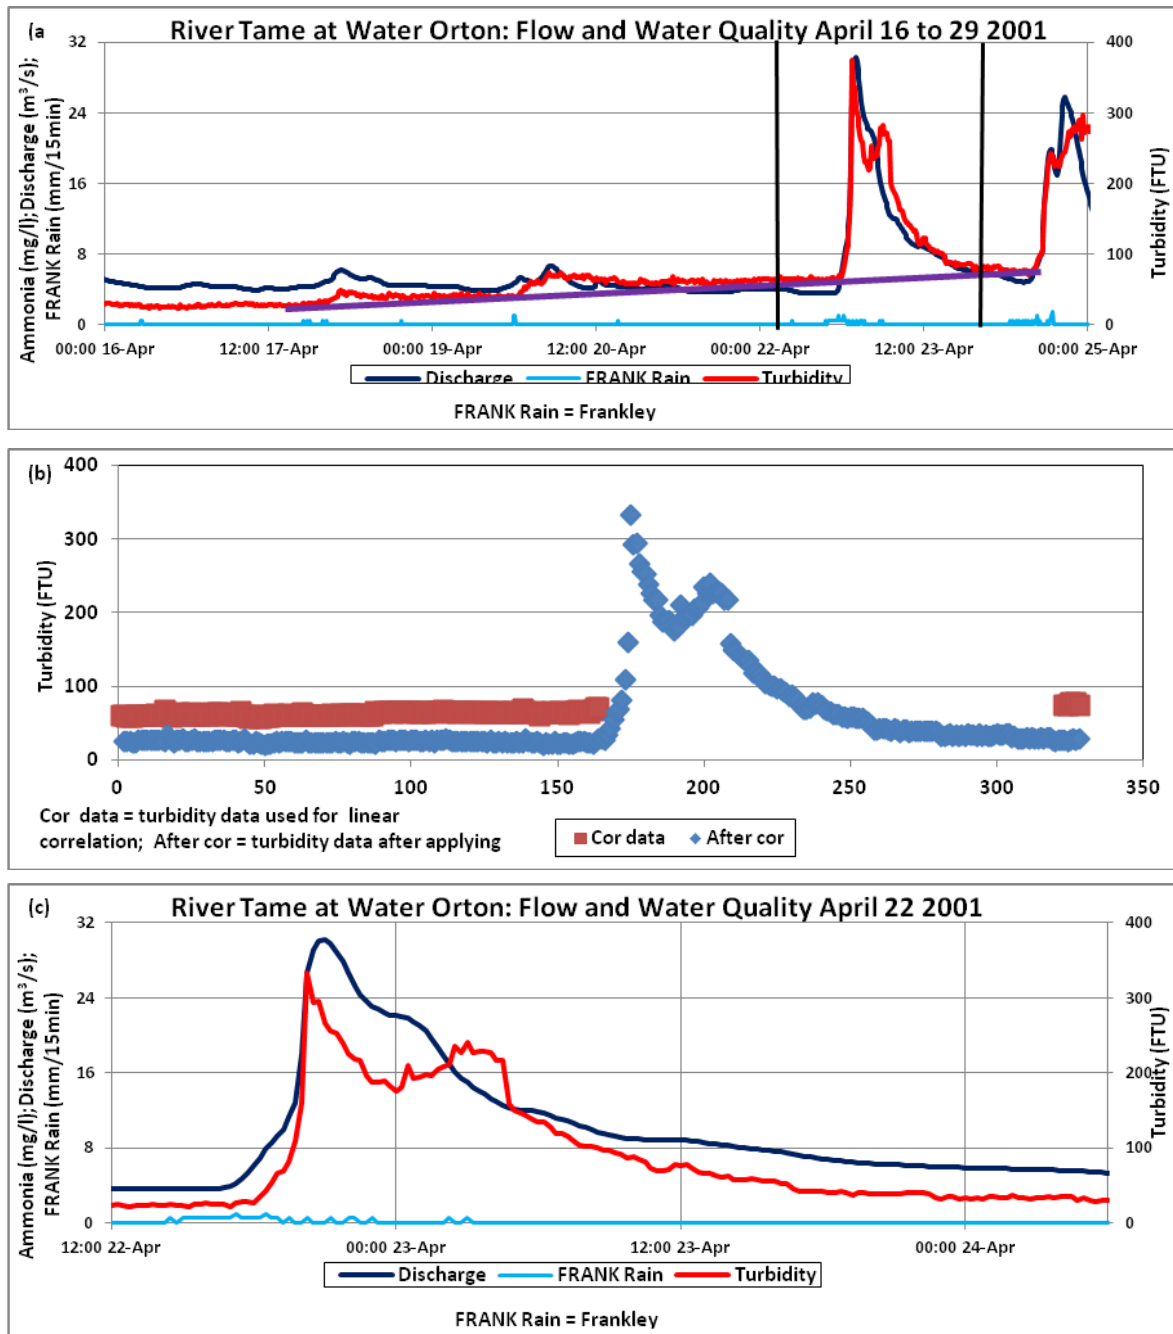 (a
River Tame at Water Orton: Flow and Water Quality April 16 to 29 2001
Ammonia (mg/l);Discharge (m³/s);
FRANK Rain (mm/15min)
32
24
16
8
0
400
300
200
100
0
Turbidity (FTU)
00:00 16-Apr 12:00 17-Apr 00:00 19-Apr 12:00 20-Apr 00:00 22-Apr 12:00 23-Apr 00:00 25-Apr
Discharge FRANK Rain Turbidity
FRANK Rain = Frankley
(b)
Turbidity (FTU)
400
300
200
100
0
0 50 100 150 200 250 300 350
Cor data = turbidity data used for linear
correlation; After cor = turbidity data after applying
Cor data After cor
(c)
River Tame at Water Orton: Flow and Water Quality April 22 2001
Ammonia (mg/l);Discharge (m³/s);
FRANK Rain (mm/15min)
32
24
16
8
0
400
300
200
100
0
Turbidity (FTU)
12:00 22-Apr 00:00 23-Apr 12:00 23-Apr 00:00 24-Apr
Discharge FRANK Rain Turbidity
FRANK Rain = Frankley